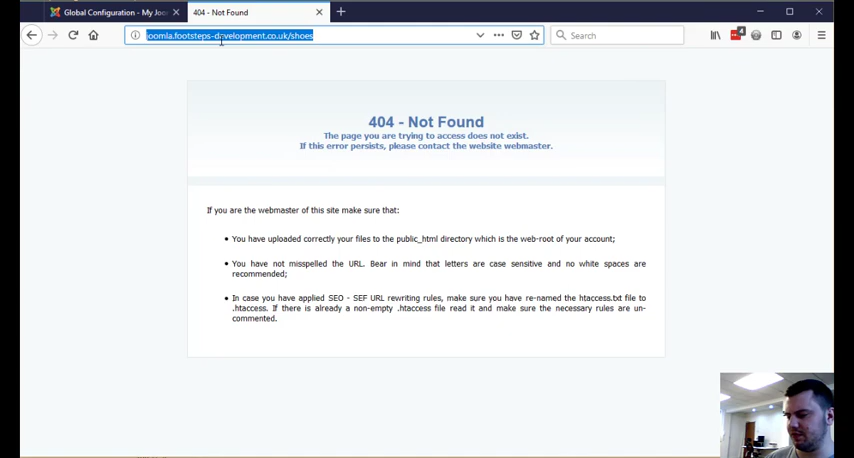 Global Configuration - My Joo
404 - Not Found
joomla.footsteps-development.co.uk/shoes
Search
4
404 - Not Found
The page you are trying to access does not exist.
If this error persists, please contact the website webmaster.
If you are the webmaster of this site make sure that:
• You have uploaded correctly your files to the public_html directory which is the web-root of your account;
• You have not misspelled the URL. Bear in mind that letters are case sensitive and no white spaces are
recommended;
• In case you have applied SEO - SEF URL rewriting rules, make sure you have re-named the htaccess.txt file to
.htaccess. If there is already a non-empty .htaccess file read it and make sure the necessary rules are un-
commented.